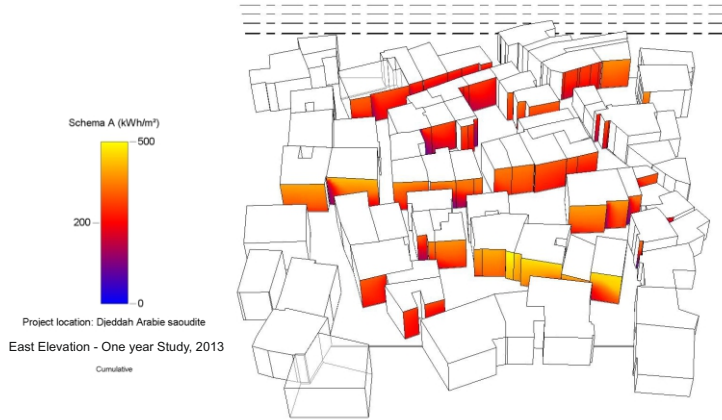 Schema A (kWh/m²)
500
200
0
Project location: Djeddah Arabie saoudite
East Elevation - One year Study, 2013
Cumulative